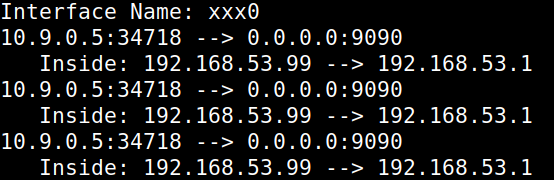 Interface Name: xxx0
10.9.0.5:34718 --> 0.0.0.0:9090
   Inside: 192.168.53.99 --> 192.168.53.1
10.9.0.5:34718 --> 0.0.0.0:9090
   Inside: 192.168.53.99 --> 192.168.53.1
10.9.0.5:34718 --> 0.0.0.0:9090
   Inside: 192.168.53.99 --> 192.168.53.1